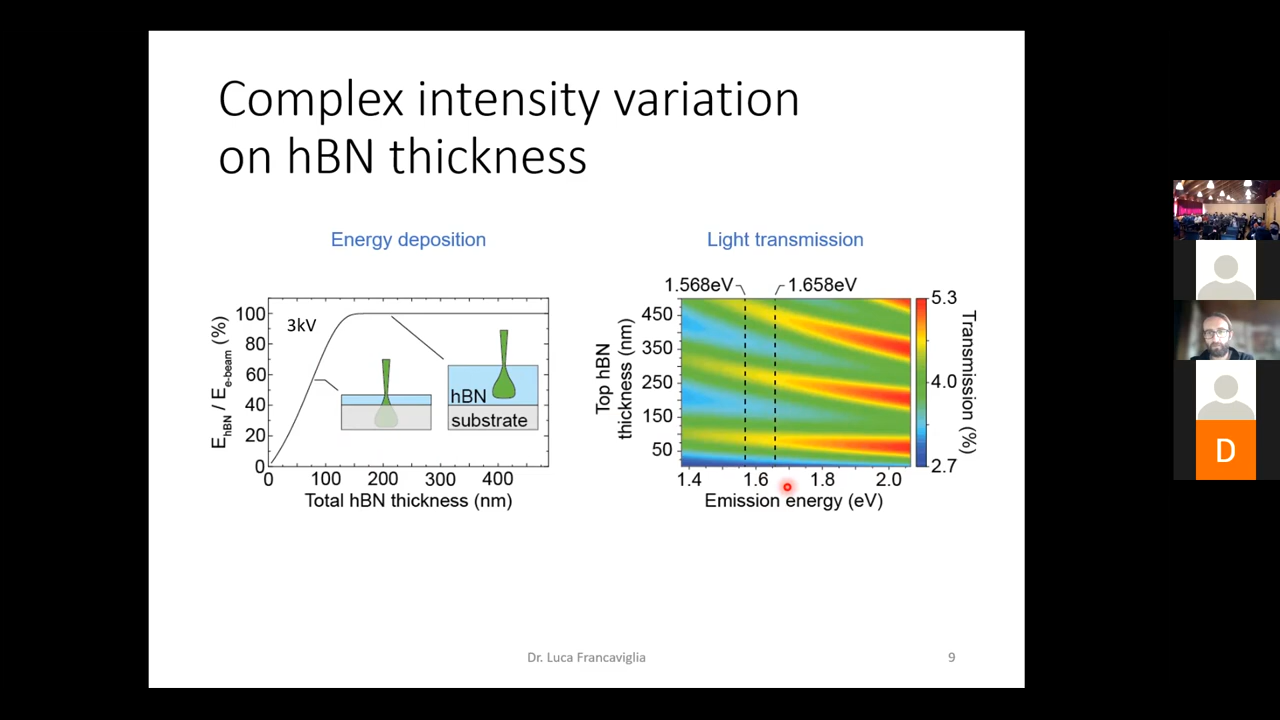 Complex intensity variation
on hBN thickness
Energy deposition
100
80
60
40
20
0
E hBN / E e-beam (%)
3kV
hBN
substrate
0 100 200 300 400
Total hBN thickness (nm)
Light transmission
1.568eV
1.658eV
450
350
250
150
50
Top hBN
thickness (nm)
1.4 1.6 1.8 2.0
Emission energy (eV)
5.3
4.0
2.7
Transmission (%)
Dr. Luca Francaviglia
9
D